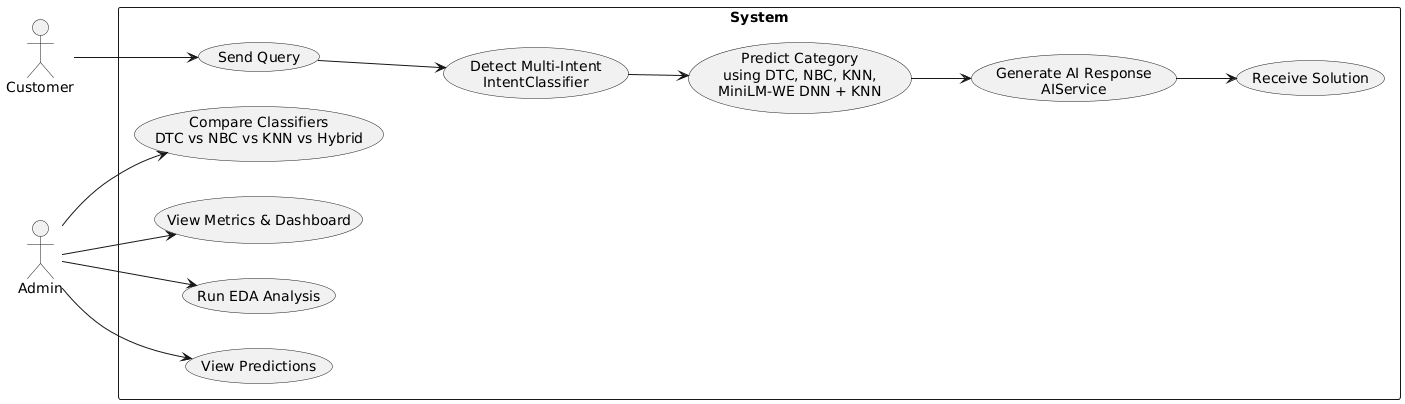 System
Customer
Send Query
Detect Multi-Intent
IntentClassifier
Predict Category
using DTC, NBC, KNN,
MiniLM-WE DNN + KNN
Generate AI Response
AIService
Receive Solution
Compare Classifiers
DTC vs NBC vs KNN vs Hybrid
View Metrics & Dashboard
Admin
Run EDA Analysis
View Predictions